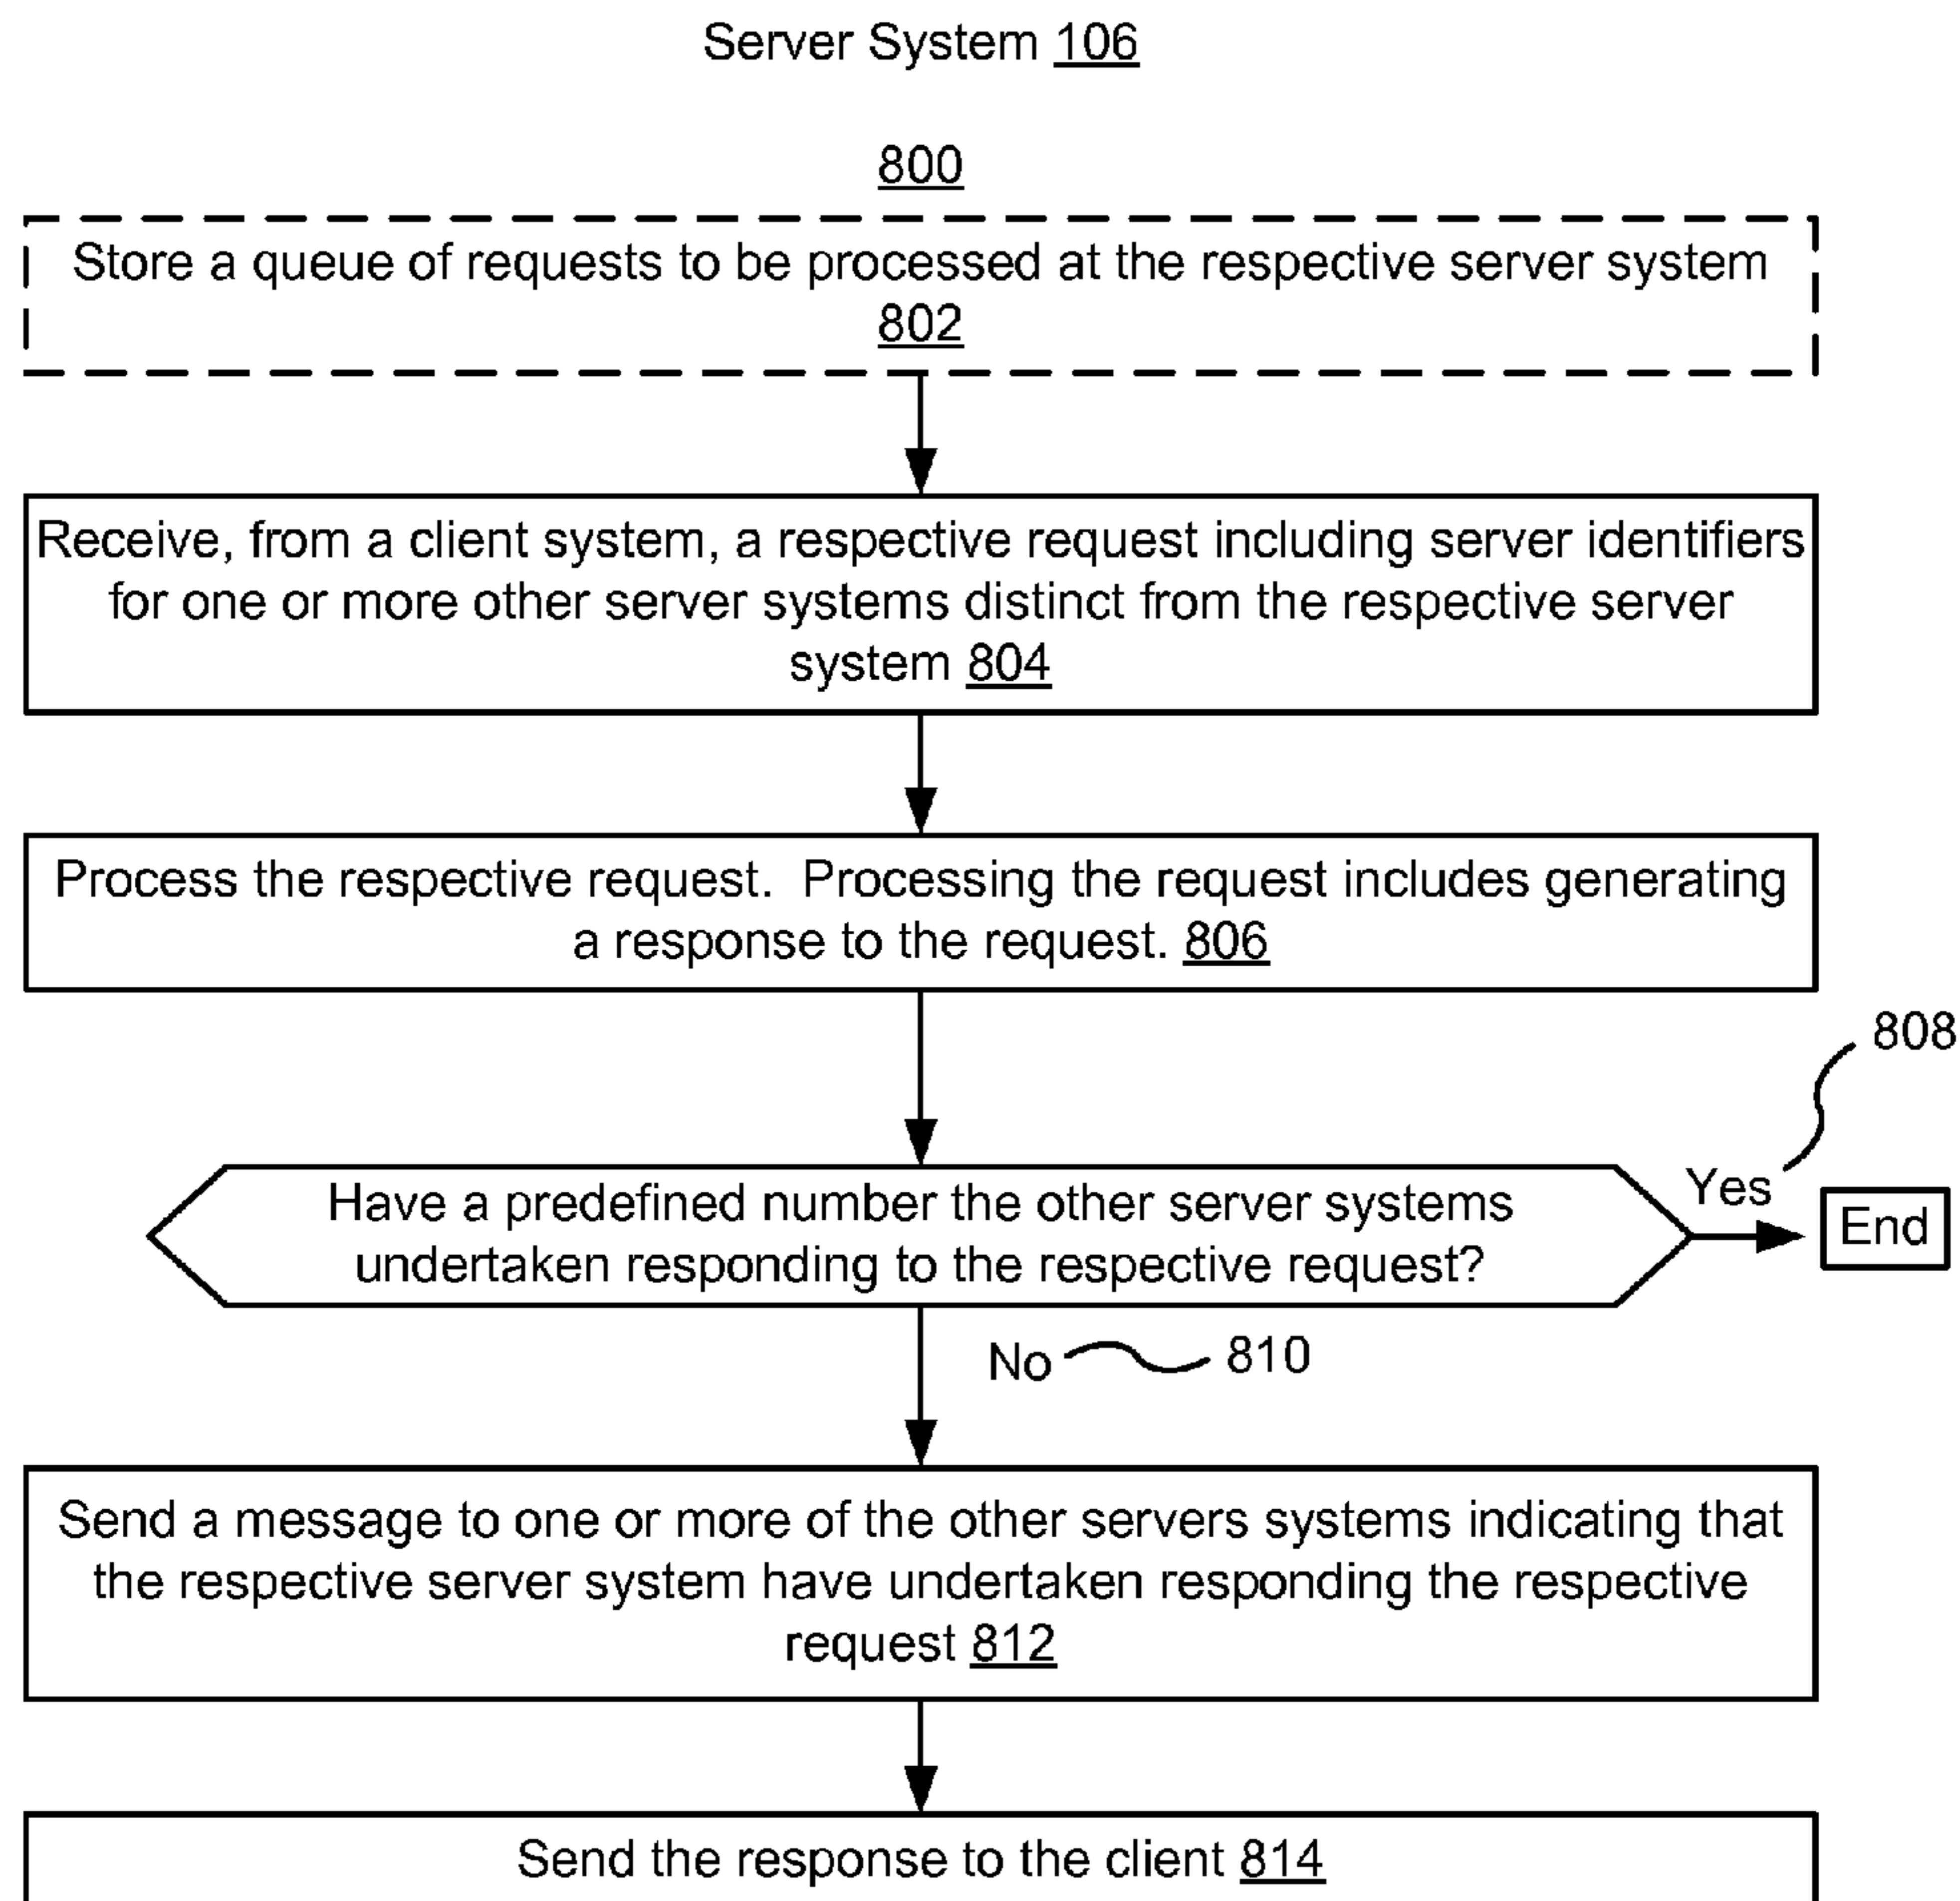 Server System 106
800
Store a queue of requests to be processed at the respective server system
802
Receive, from a client system, a respective request including server identifiers
for one or more other server systems distinct from the respective server
system 804
Process the respective request.  Processing the request includes generating
a response to the request. 806
808
Have a predefined number the other server systems
undertaken responding to the respective request?
Yes
End
No
810
Send a message to one or more of the other servers systems indicating that
the respective server system have undertaken responding the respective
request 812
Send the response to the client 814